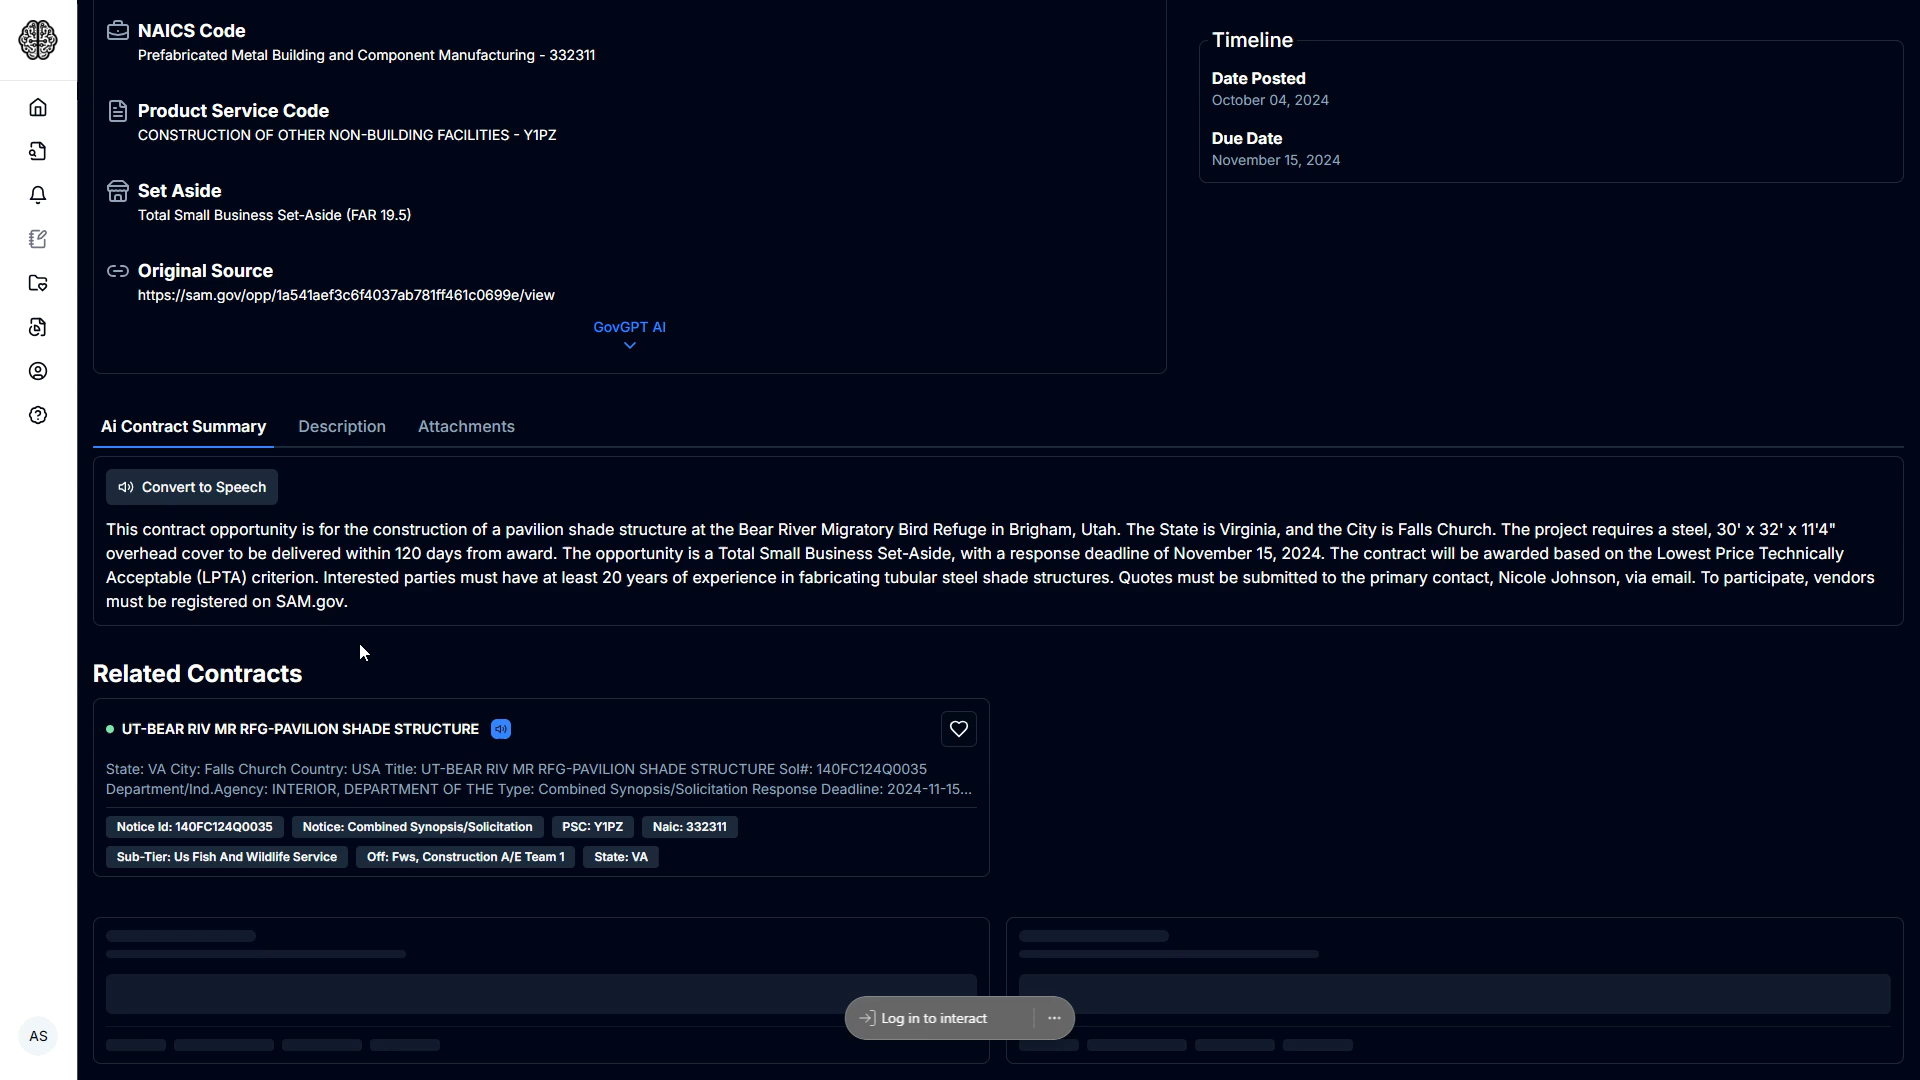 NAICS Code
Prefabricated Metal Building and Component Manufacturing - 332311
Product Service Code
CONSTRUCTION OF OTHER NON-BUILDING FACILITIES - Y1PZ
Set Aside
Total Small Business Set-Aside (FAR 19.5)
Original Source
https://sam.gov/opp/1a541aef3c6f4037ab781ff461c0699e/view
GovGPT AI
Timeline
Date Posted
October 04, 2024
Due Date
November 15, 2024
Ai Contract Summary
Description
Attachments
Convert to Speech
This contract opportunity is for the construction of a pavilion shade structure at the Bear River Migratory Bird Refuge in Brigham, Utah. The State is Virginia, and the City is Falls Church. The project requires a steel, 30' x 32' x 11'4"
overhead cover to be delivered within 120 days from award. The opportunity is a Total Small Business Set-Aside, with a response deadline of November 15, 2024. The contract will be awarded based on the Lowest Price Technically
Acceptable (LPTA) criterion. Interested parties must have at least 20 years of experience in fabricating tubular steel shade structures. Quotes must be submitted to the primary contact, Nicole Johnson, via email. To participate, vendors
must be registered on SAM.gov.
Related Contracts
UT-BEAR RIV MR RFG-PAVILION SHADE STRUCTURE
State: VA City: Falls Church Country: USA Title: UT-BEAR RIV MR RFG-PAVILION SHADE STRUCTURE Sol#: 140FC124Q0035
Department/Ind.Agency: INTERIOR, DEPARTMENT OF THE Type: Combined Synopsis/Solicitation Response Deadline: 2024-11-15...
Notice Id: 140FC124Q0035
Notice: Combined Synopsis/Solicitation
PSC: Y1PZ
Naic: 332311
Sub-Tier: Us Fish And Wildlife Service
Off: Fws, Construction A/E Team 1
State: VA
Log in to interact
AS